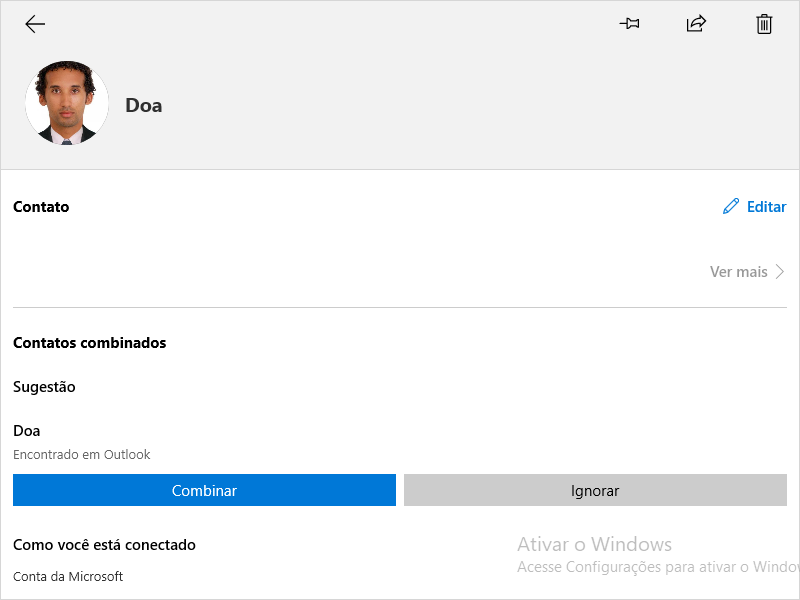 Doa
Contato
Editar
Ver mais
Contatos combinados
Sugestão
Doa
Encontrado em Outlook
Combinar
Ignorar
Como você está conectado
Conta da Microsoft
Ativar o Windows
Acesse Configurações para ativar o Windo